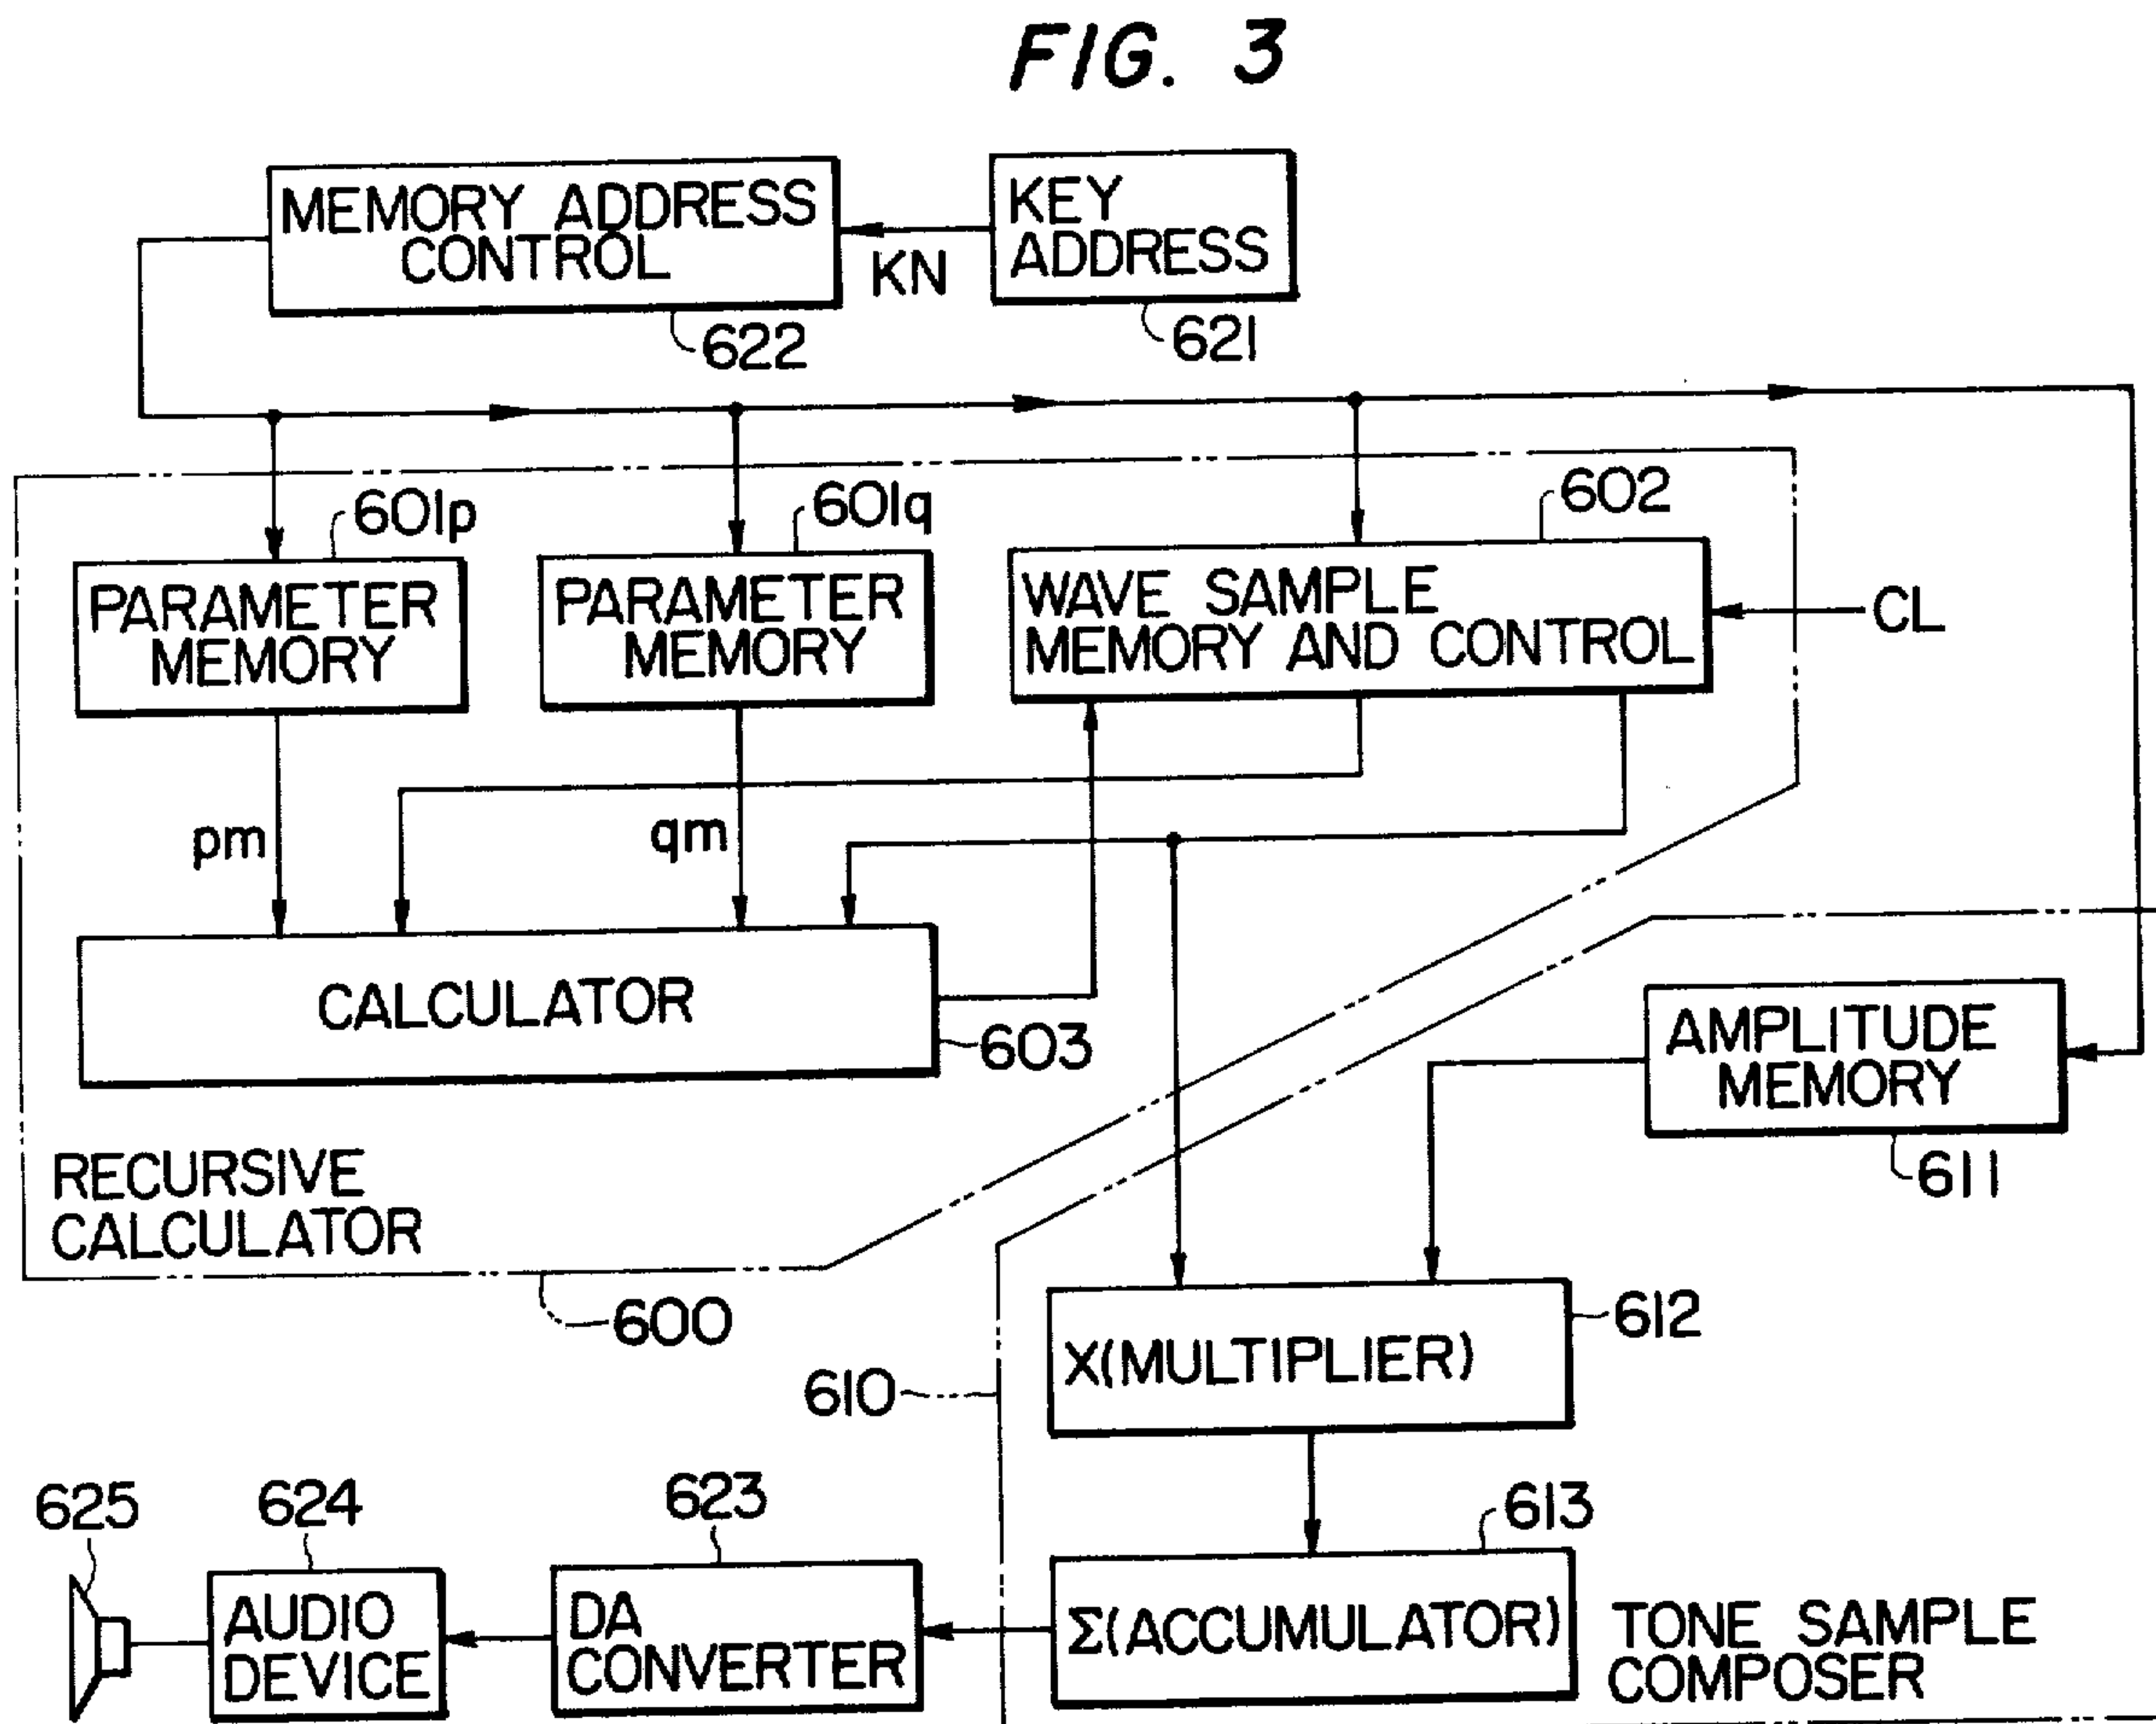 FIG. 3
MEMORY ADDRESS
CONTROL
KEY
ADDRESS
KN
622
621
601p
601q
602
PARAMETER
MEMORY
PARAMETER
MEMORY
WAVE SAMPLE
MEMORY AND CONTROL
CL
pm
qm
CALCULATOR
603
AMPLITUDE
MEMORY
611
RECURSIVE
CALCULATOR
600
612
X(MULTIPLIER)
610
625
624
623
613
AUDIO
DEVICE
DA
CONVERTER
Σ(ACCUMULATOR)
TONE SAMPLE
COMPOSER